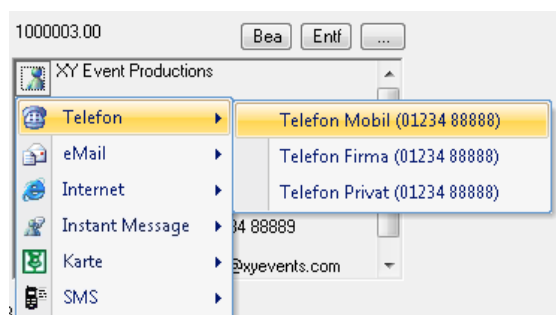 1000003.00 Bea Entf ...
XY Event Productions
Telefon Telefon Mobil (01234 88888)
eMail Telefon Firma (01234 88888)
Internet Telefon Privat (01234 88888)
Instant Message 34 88889
Karte @xyevents.com
SMS